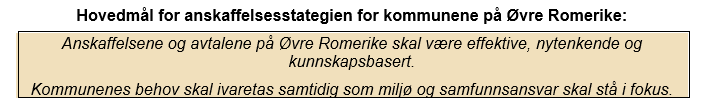 Hovedmål for anskaffelsesstategien for kommunene på Øvre Romerike:
Anskaffelsene og avtalene på Øvre Romerike skal være effektive, nytenkende og
kunnskapsbasert.
Kommunenes behov skal ivaretas samtidig som miljø og samfunnsansvar skal stå i fokus.